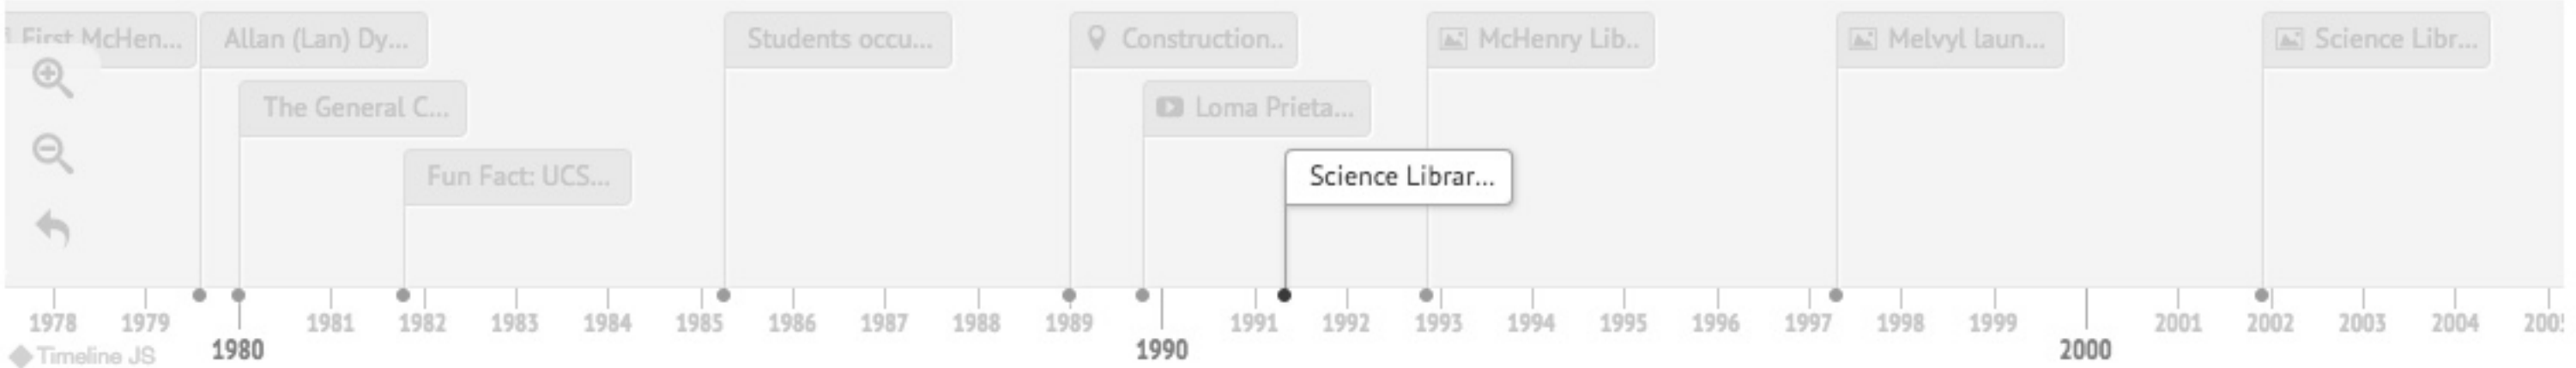 First McHen...
Allan (Lan) Dy...
Students occu...
Construction..
McHenry Lib..
Melvyl laun...
Science Libr...
The General C...
Loma Prieta...
Fun Fact: UCS...
Science Librar...
1978 1979 1980 1981 1982 1983 1984 1985 1986 1987 1988 1989 1990 1991 1992 1993 1994 1995 1996 1997 1998 1999 2000 2001 2002 2003 2004
Timeline JS